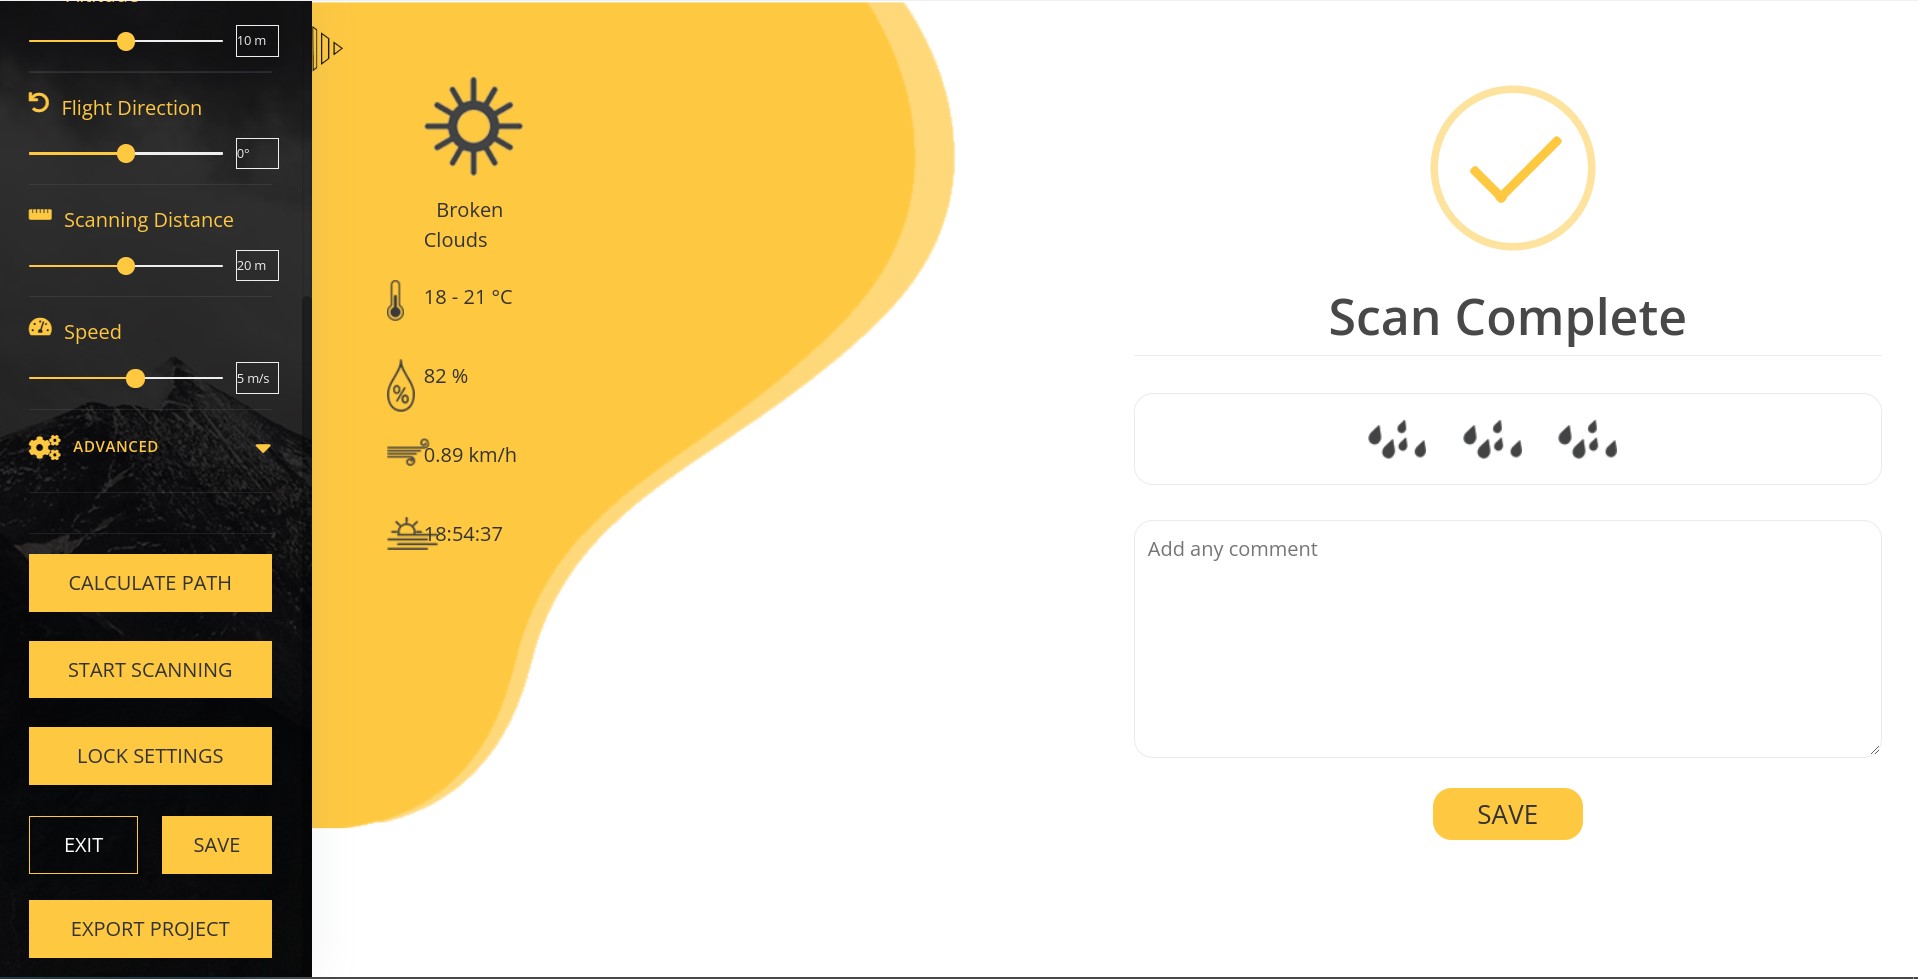 10 m
Flight Direction
0°
Scanning Distance
20 m
Speed
5 m/s
ADVANCED
CALCULATE PATH
START SCANNING
LOCK SETTINGS
EXIT
SAVE
EXPORT PROJECT
Broken
Clouds
18 - 21 °C
%
82 %
0.89 km/h
18:54:37
Scan Complete
Add any comment
SAVE